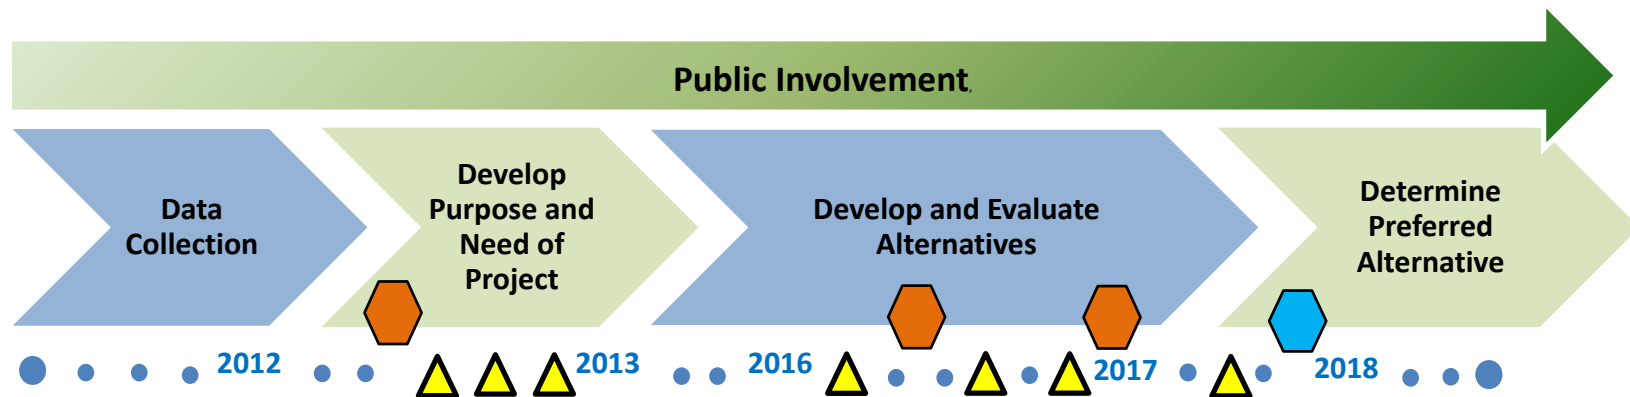 Public Involvement,
Data
Collection
Develop
Purpose and
Need of
Project
Develop and Evaluate
Alternatives
Determine
Preferred
Alternative
2012
2013
2016
2017
2018